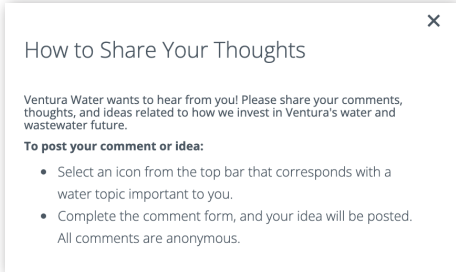 How to Share Your Thoughts
Ventura Water wants to hear from you! Please share your comments,
thoughts, and ideas related to how we invest in Ventura's water and
wastewater future.
To post your comment or idea:
• Select an icon from the top bar that corresponds with a
water topic important to you.
• Complete the comment form, and your idea will be posted.
All comments are anonymous.